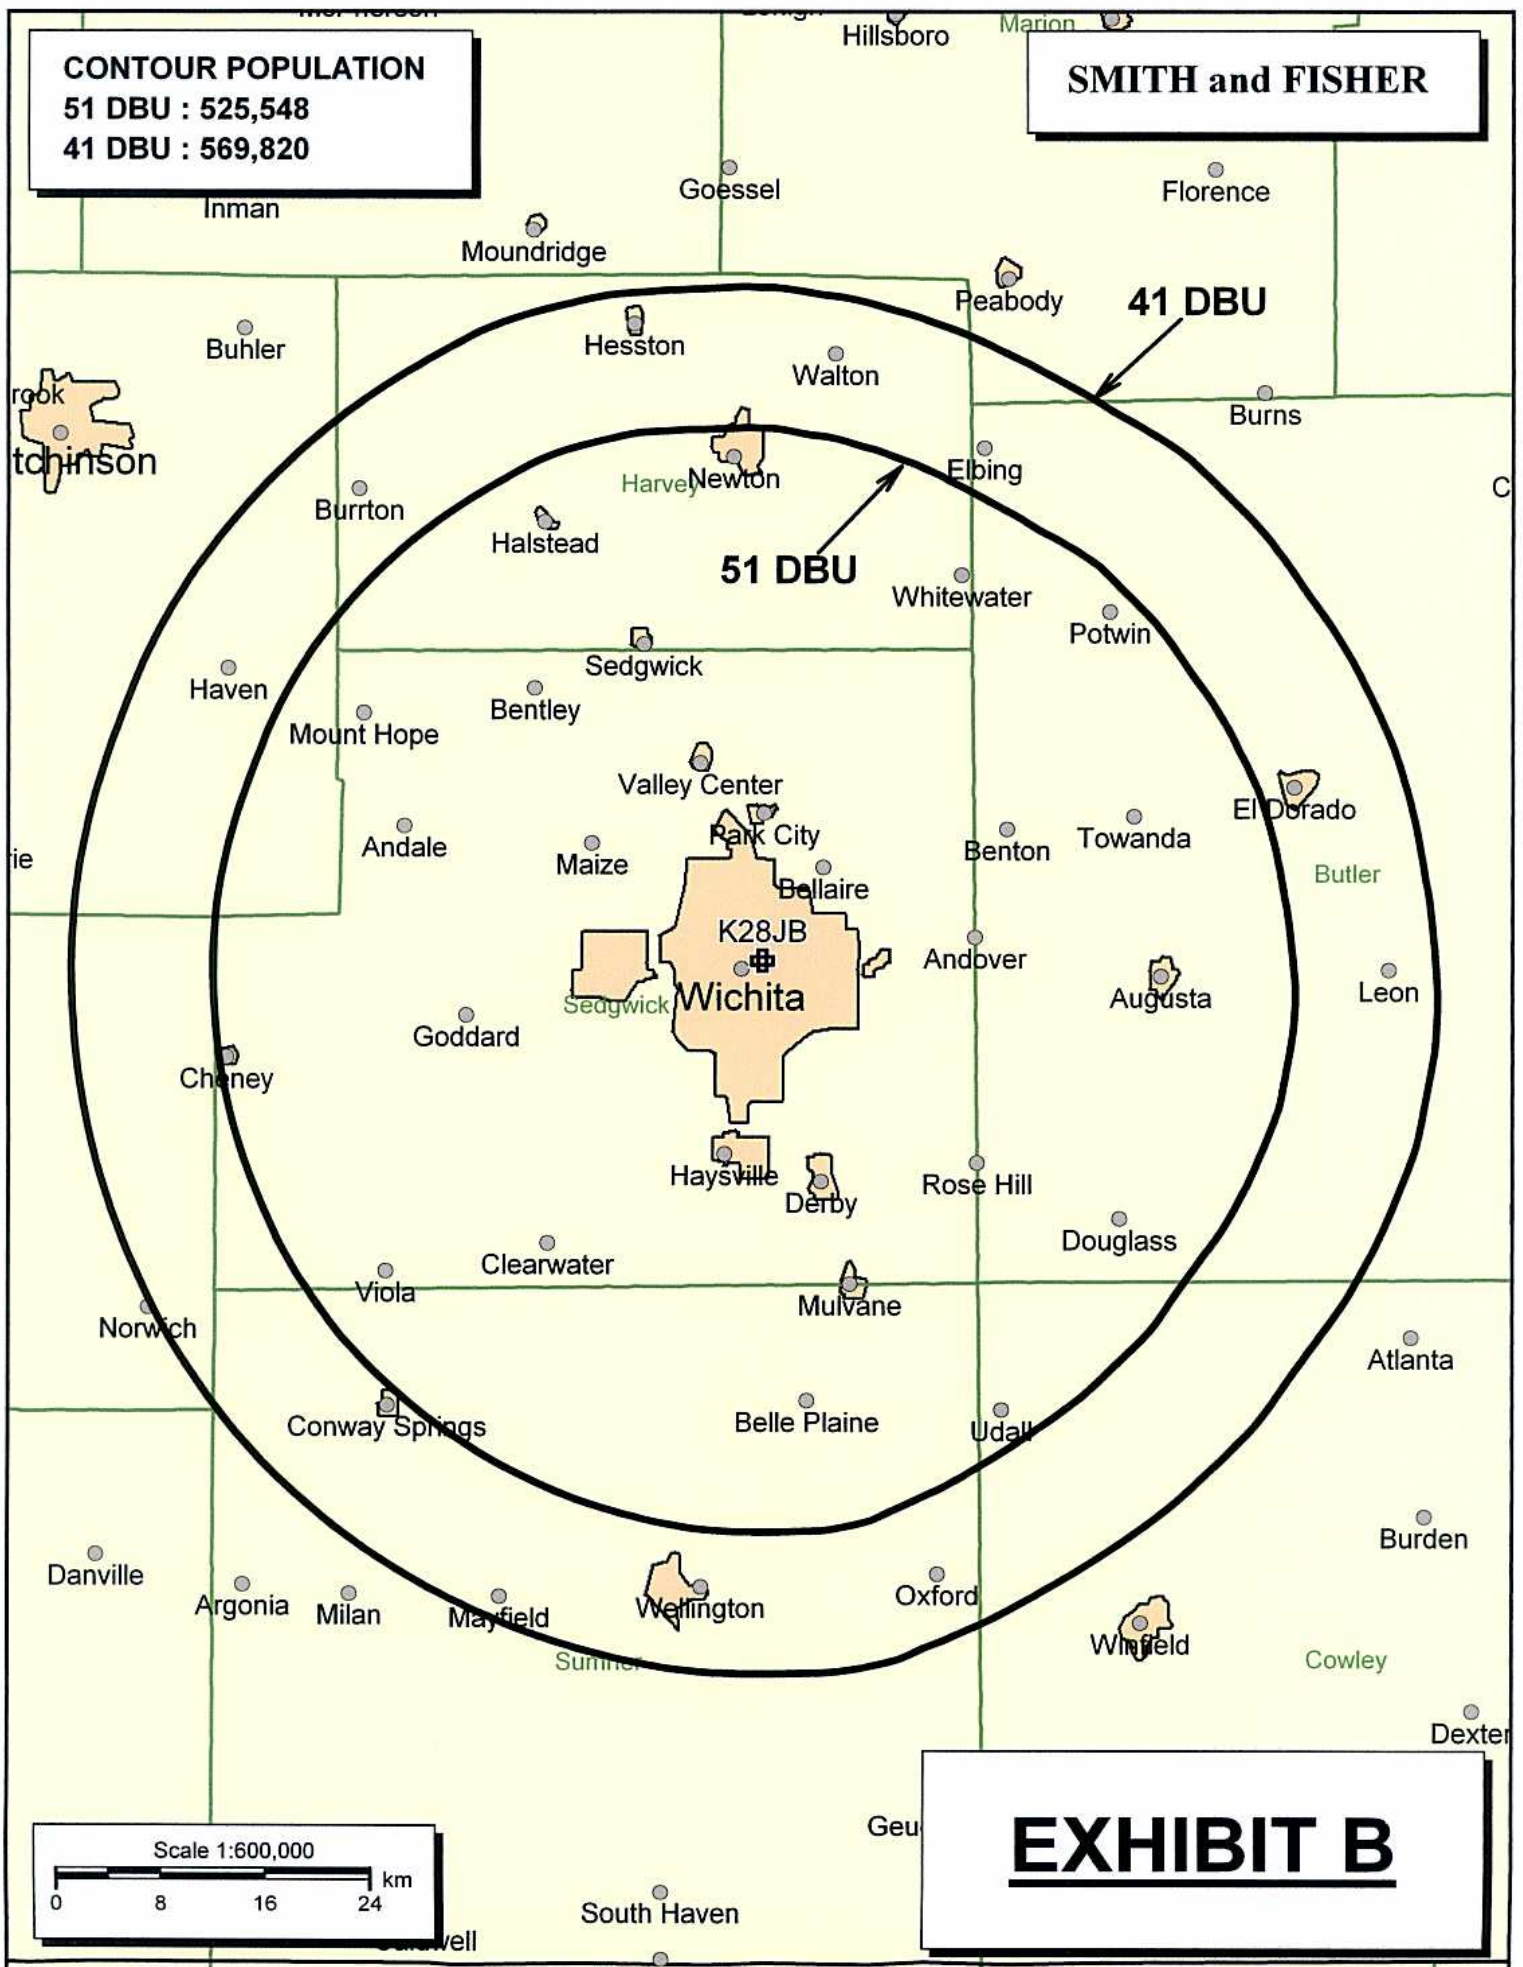 Hillsboro
Marion
CONTOUR POPULATION
51 DBU : 525,548
41 DBU : 569,820
SMITH and FISHER
Goessel
Florence
Inman
Moundridge
Peabody
41 DBU
Buhler
Hesston
Walton
rook
Burns
tchinson
Elbing
Newton
Harvey
C
Burrton
Halstead
51 DBU
Whitewater
Potwin
Sedgwick
Haven
Bentley
Mount Hope
Valley Center
El Dorado
Park City
Towanda
Andale
Benton
Maize
rie
Butler
Bellaire
K28JB
Andover
Leon
Wichita
Augusta
Sedgwick
Goddard
Cheney
Haysville
Rose Hill
Derby
Douglass
Clearwater
Viola
Mulvane
Norwich
Atlanta
Belle Plaine
Conway Springs
Udall
Burden
Danville
Oxford
Argonia
Wellington
Milan
Mayfield
Winfield
Sumner
Cowley
Dexter
Geu
EXHIBIT B
Scale 1:600,000
km
0 8 16 24
South Haven